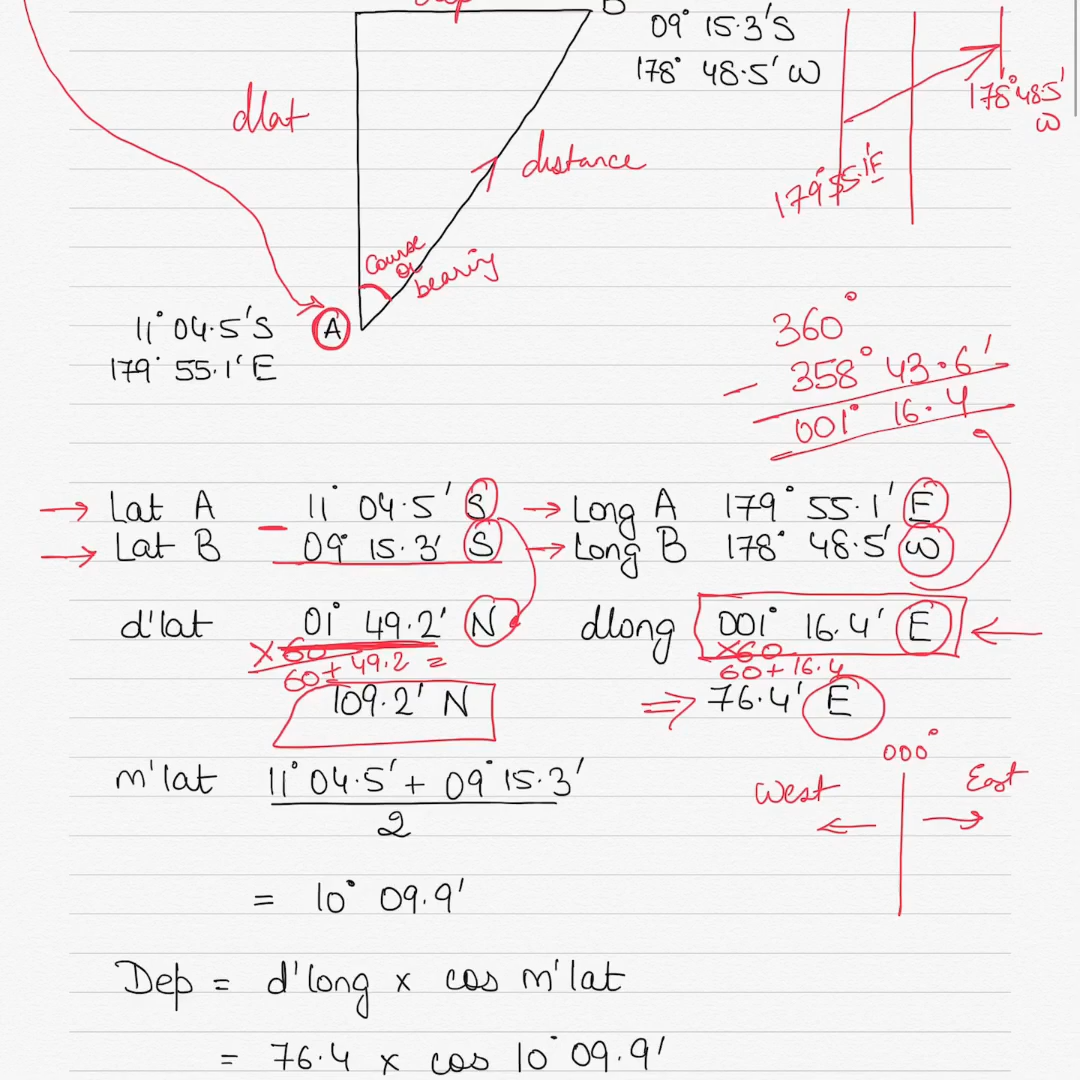 Dep
B
09° 15.3' S
178° 48.5' W
178° 48.5'
W
dlat
distance
179° 55.1' E
course
or
bearing
A
11° 04.5' S
179° 55.1' E
360°
- 358° 43.6'
001° 16.4
→ Lat A 11° 04.5' S → Long A 179° 55.1' E
→ Lat B - 09° 15.3' S → Long B 178° 48.5' W
d'lat 01° 49.2' N dlong 001° 16.4' E ←
×60 ×60
60 + 49.2 = 60 + 16.4
109.2' N ⇒ 76.4' E
000°
m'lat 11° 04.5' + 09° 15.3' West East
2 ← →
= 10° 09.9'
Dep = d'long × cos m'lat
= 76.4 × cos 10° 09.9'